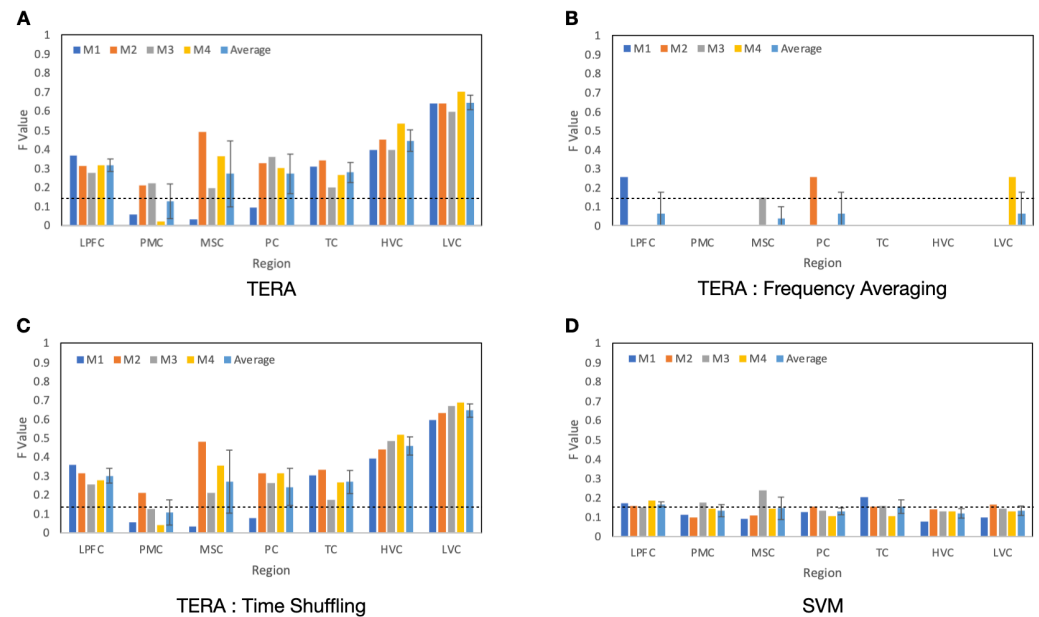 A
1
0.9
0.8
0.7
0.6
0.5
0.4
0.3
0.2
0.1
0
F Value
M1 M2 M3 M4 Average
LPFC PMC MSC PC TC HVC LVC
Region
TERA
B
1
0.9
0.8
0.7
0.6
0.5
0.4
0.3
0.2
0.1
0
F Value
M1 M2 M3 M4 Average
LPFC PMC MSC PC TC HVC LVC
Region
TERA : Frequency Averaging
C
1
0.9
0.8
0.7
0.6
0.5
0.4
0.3
0.2
0.1
0
F Value
M1 M2 M3 M4 Average
LPFC PMC MSC PC TC HVC LVC
Region
TERA : Time Shuffling
D
1
0.9
0.8
0.7
0.6
0.5
0.4
0.3
0.2
0.1
0
F Value
M1 M2 M3 M4 Average
LPFC PMC MSC PC TC HVC LVC
Region
SVM